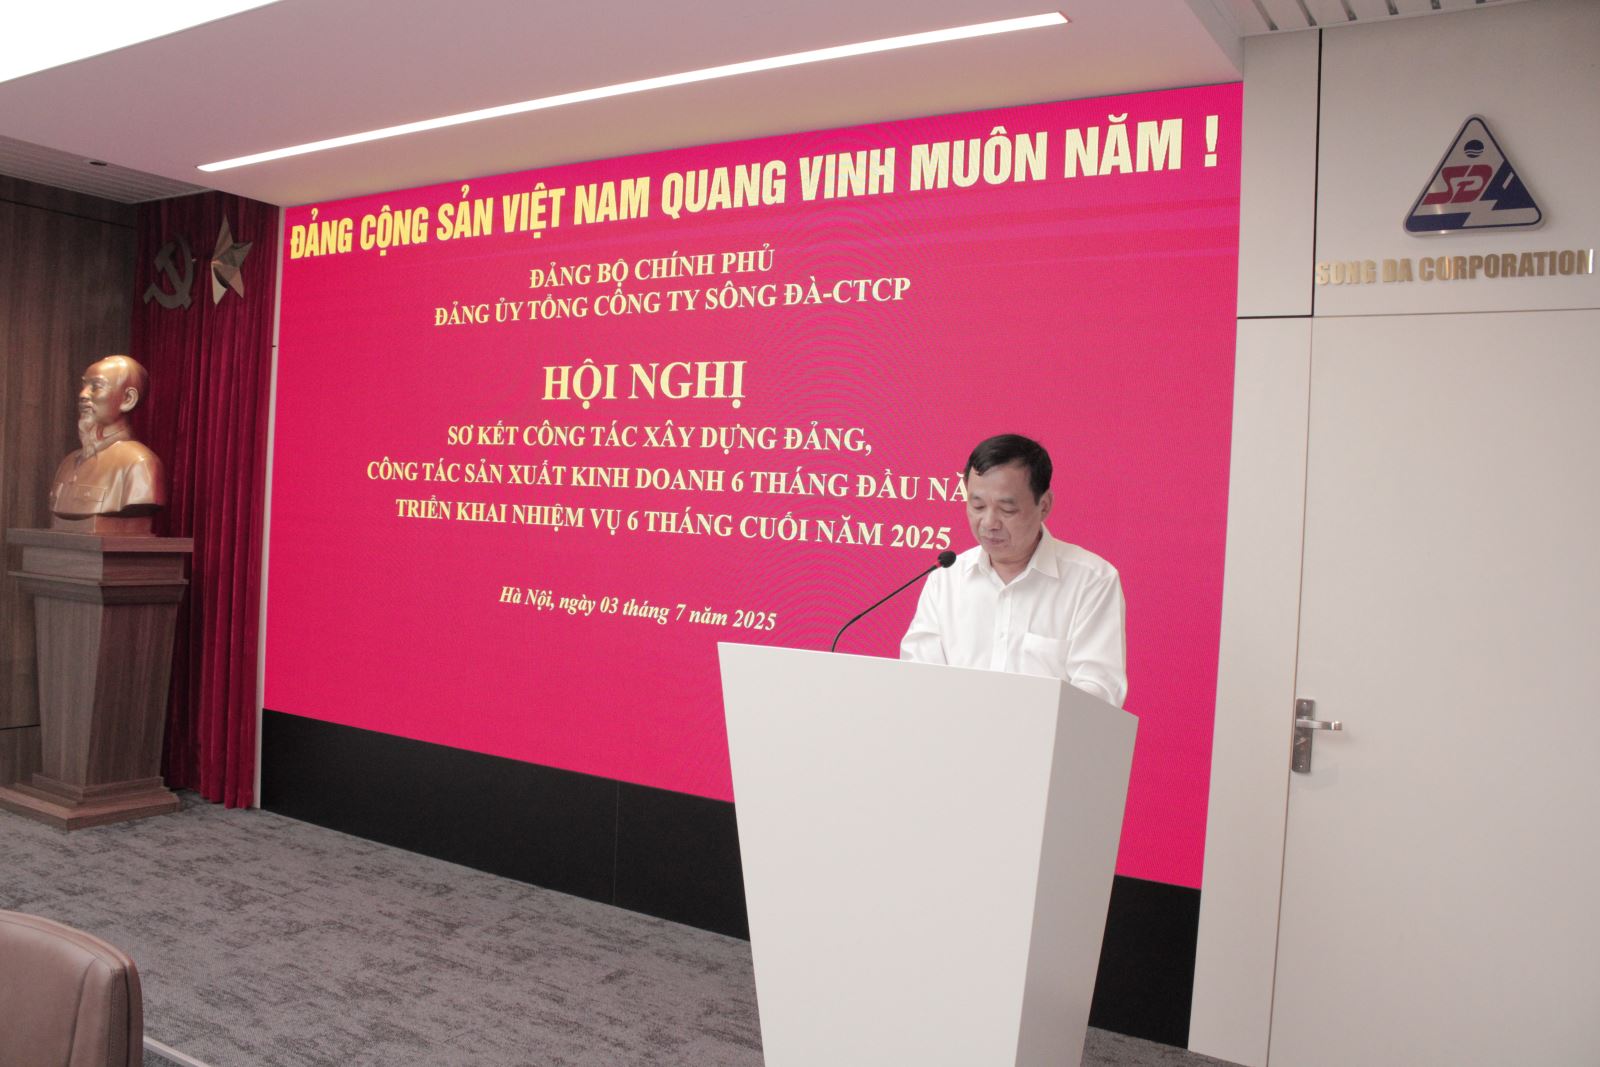 ĐẢNG CỘNG SẢN VIỆT NAM QUANG VINH MUÔN NĂM !
ĐẢNG BỘ CHÍNH PHỦ
ĐẢNG ỦY TỔNG CÔNG TY SÔNG ĐÀ-CTCP
HỘI NGHỊ
SƠ KẾT CÔNG TÁC XÂY DỰNG ĐẢNG,
CÔNG TÁC SẢN XUẤT KINH DOANH 6 THÁNG ĐẦU NĂ
TRIỂN KHAI NHIỆM VỤ 6 THÁNG CUỐI NĂM 2025
Hà Nội, ngày 03 tháng 7 năm 2025
SD
SONG DA CORPORATION